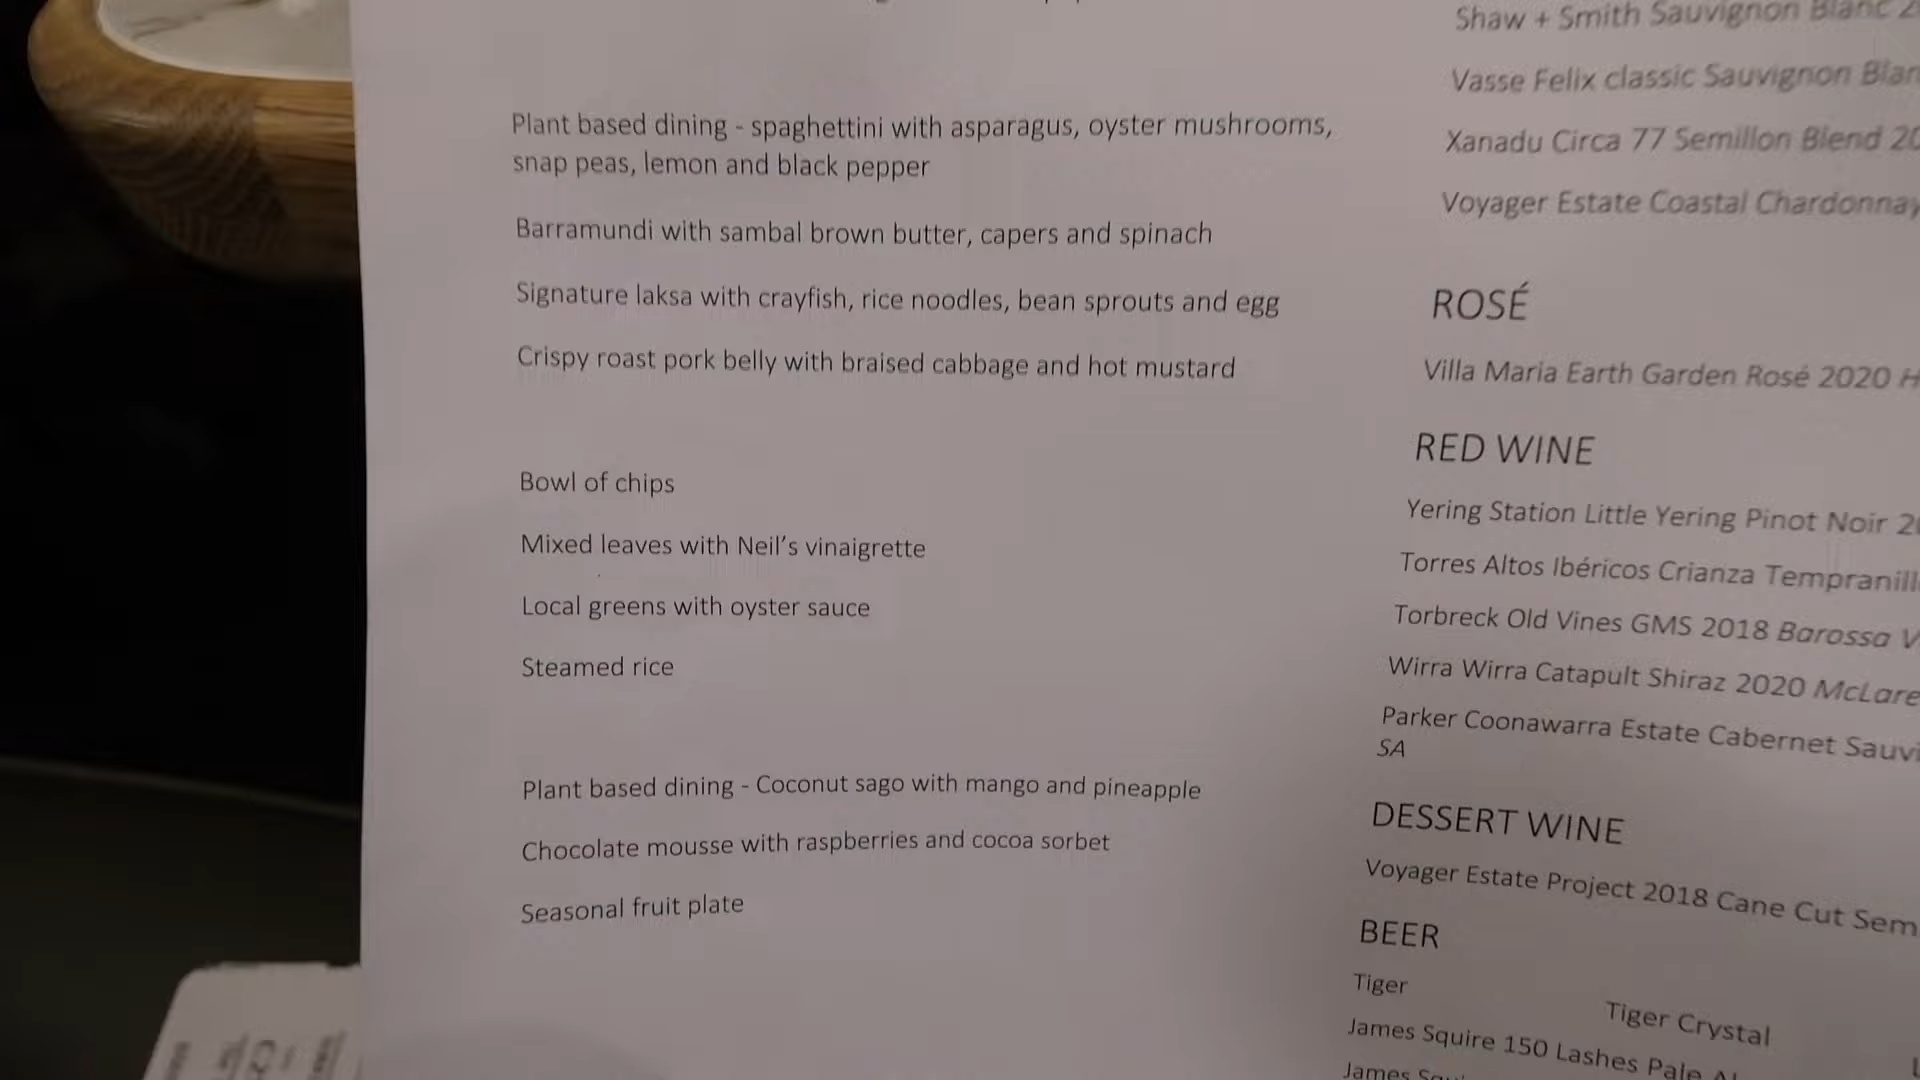 Plant based dining - spaghettini with asparagus, oyster mushrooms,
snap peas, lemon and black pepper
Barramundi with sambal brown butter, capers and spinach
Signature laksa with crayfish, rice noodles, bean sprouts and egg
Crispy roast pork belly with braised cabbage and hot mustard
Bowl of chips
Mixed leaves with Neil's vinaigrette
Local greens with oyster sauce
Steamed rice
Plant based dining - Coconut sago with mango and pineapple
Chocolate mousse with raspberries and cocoa sorbet
Seasonal fruit plate
Shaw + Smith Sauvignon Blanc
Vasse Felix classic Sauvignon
Xanadu Circa 77 Semillon Blend
Voyager Estate Coastal Chardonnay
ROSÉ
Villa Maria Earth Garden Rosé 2020
RED WINE
Yering Station Little Yering Pinot Noir
Torres Altos Ibéricos Crianza
Torbreck Old Vines GMS 2018 Barossa
Wirra Wirra Catapult Shiraz 2020
Parker Coonawarra Estate Cabernet
SA
DESSERT WINE
Voyager Estate Project 2018 Cane Cut
BEER
Tiger
Tiger Crystal
James Squire 150 Lashes Pale
James